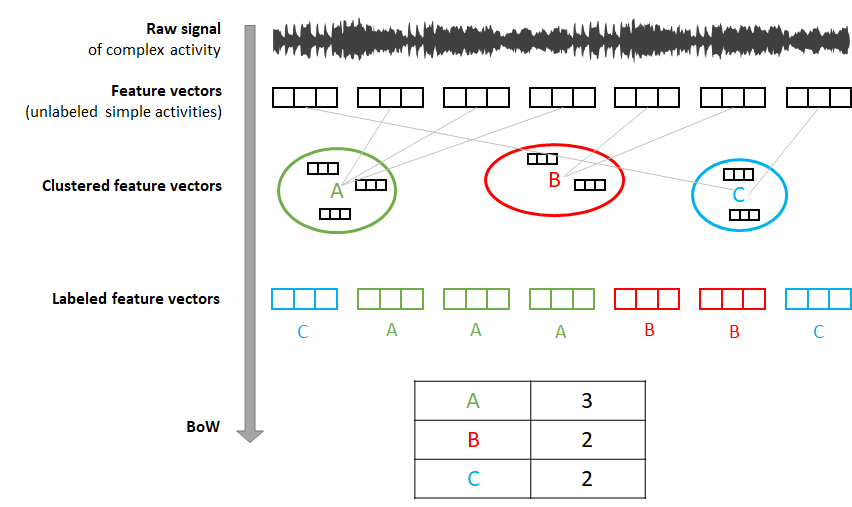 Raw signal
of complex activity
Feature vectors
(unlabeled simple activities)
Clustered feature vectors
A
B
C
Labeled feature vectors
C A A A B B C
BoW
A 3
B 2
C 2